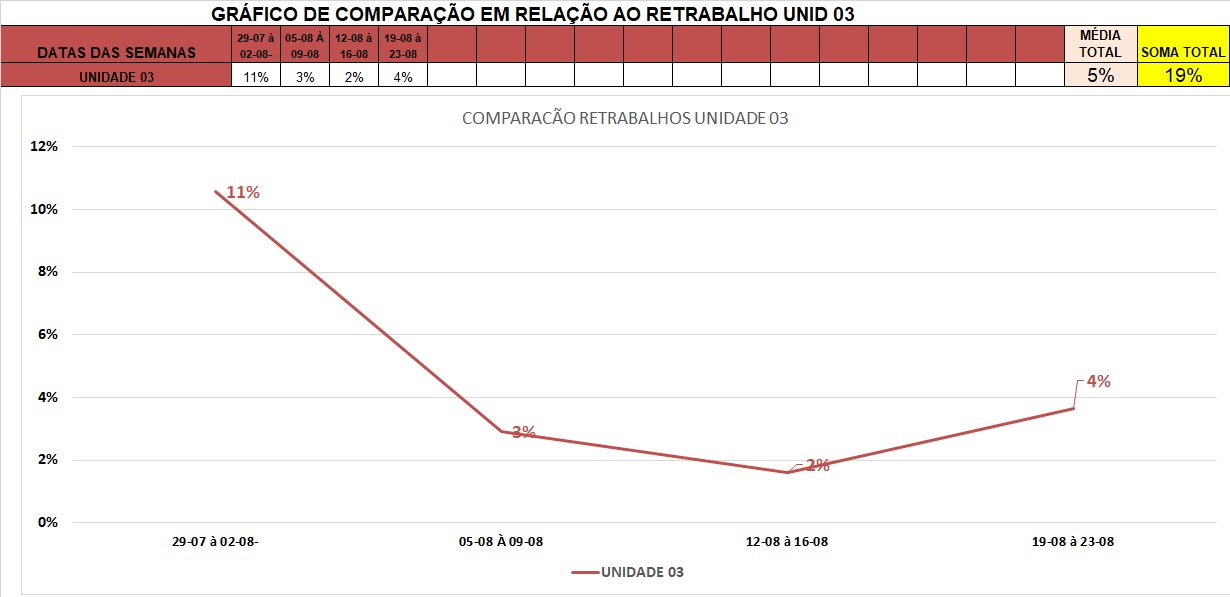 GRÁFICO DE COMPARAÇÃO EM RELAÇÃO AO RETRABALHO UNID 03
DATAS DAS SEMANAS 29-07 à 02-08- 05-08 À 09-08 12-08 à 16-08 19-08 à 23-08 MÉDIA TOTAL SOMA TOTAL
UNIDADE 03 11% 3% 2% 4% 5% 19%
COMPARACÃO RETRABALHOS UNIDADE 03
12%
10%
8%
6%
4%
2%
0%
11%
3%
2%
4%
29-07 à 02-08- 05-08 À 09-08 12-08 à 16-08 19-08 à 23-08
UNIDADE 03